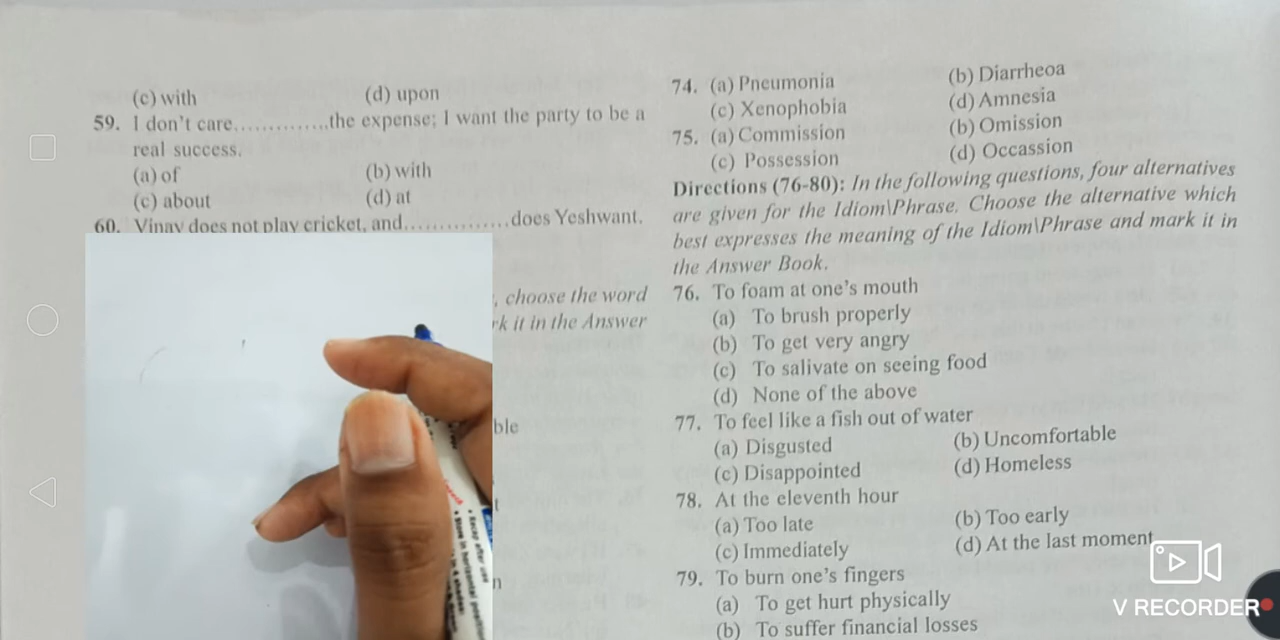 (c) with (d) upon
59. I don't care..............the expense; I want the party to be a
real success.
(a) of (b) with
(c) about (d) at
60. Vinay does not play cricket, and...............does Yeshwant.
, choose the word
rk it in the Answer
ble
t
n
74. (a) Pneumonia (b) Diarrheoa
(c) Xenophobia (d) Amnesia
75. (a) Commission (b) Omission
(c) Possession (d) Occassion
Directions (76-80): In the following questions, four alternatives
are given for the Idiom\Phrase. Choose the alternative which
best expresses the meaning of the Idiom\Phrase and mark it in
the Answer Book.
76. To foam at one's mouth
(a) To brush properly
(b) To get very angry
(c) To salivate on seeing food
(d) None of the above
77. To feel like a fish out of water
(a) Disgusted (b) Uncomfortable
(c) Disappointed (d) Homeless
78. At the eleventh hour
(a) Too late (b) Too early
(c) Immediately (d) At the last moment
79. To burn one's fingers
(a) To get hurt physically
(b) To suffer financial losses
• Recap after use
• Store in horizontal position
V RECORDER